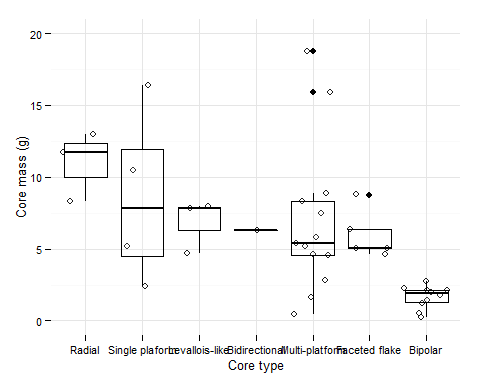 20
15
10
5
0
Core mass (g)
Radial Single plaform Levallois-like Bidirectional Multi-platform Faceted flake Bipolar
Core type